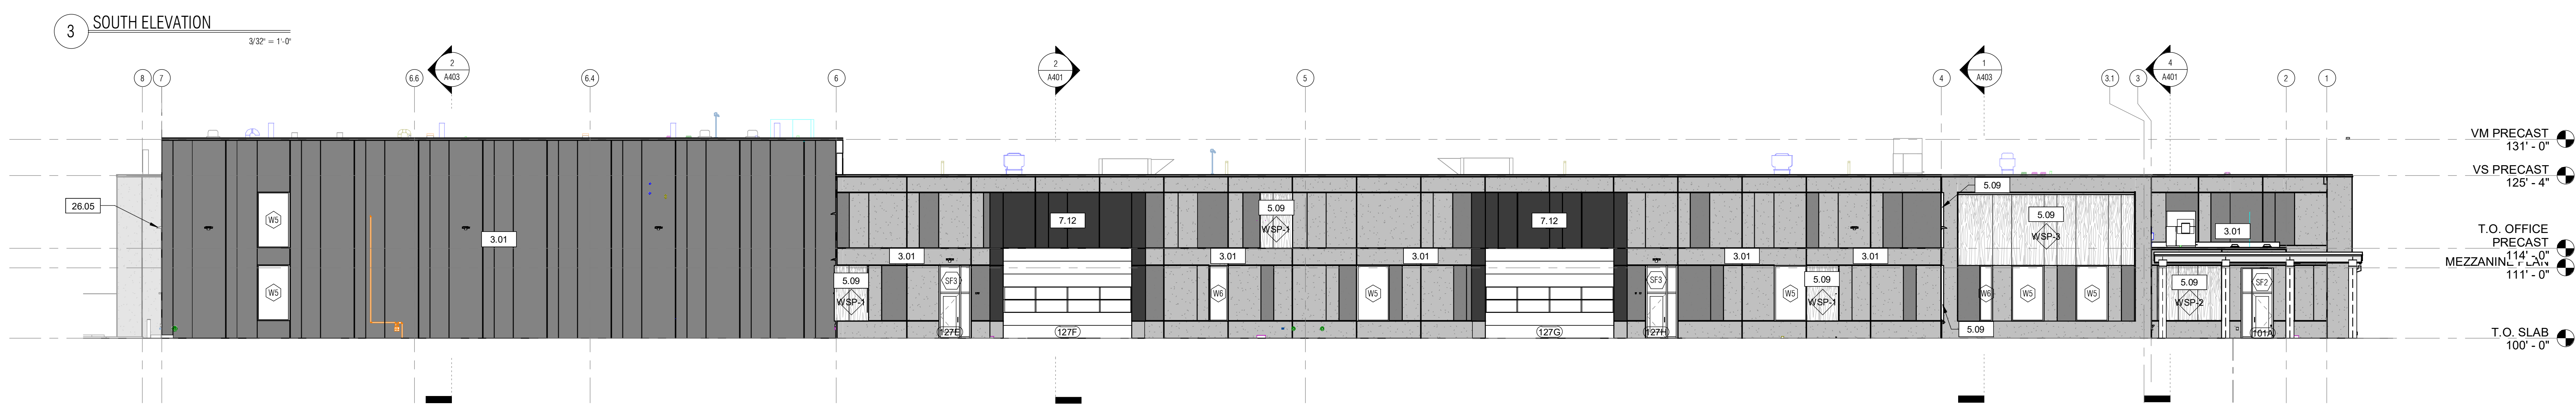 3
SOUTH ELEVATION
3/32" = 1'-0"
8
7
6.6
2
A403
6.4
6
2
A401
5
4
1
A403
3.1
3
4
A401
2
1
VM PRECAST
131' - 0"
VS PRECAST
125' - 4"
T.O. OFFICE
PRECAST
114' - 0"
MEZZANINE PLAN
111' - 0"
T.O. SLAB
100' - 0"
26.05
W5
W5
3.01
5.09
WSP-1
3.01
SF3
127E
7.12
127F
5.09
WSP-1
3.01
W6
3.01
W5
7.12
127G
3.01
SF3
127H
3.01
W5
5.09
WSP-1
5.09
5.09
5.09
WSP-3
W6
W5
W5
3.01
5.09
WSP-2
SF2
101A